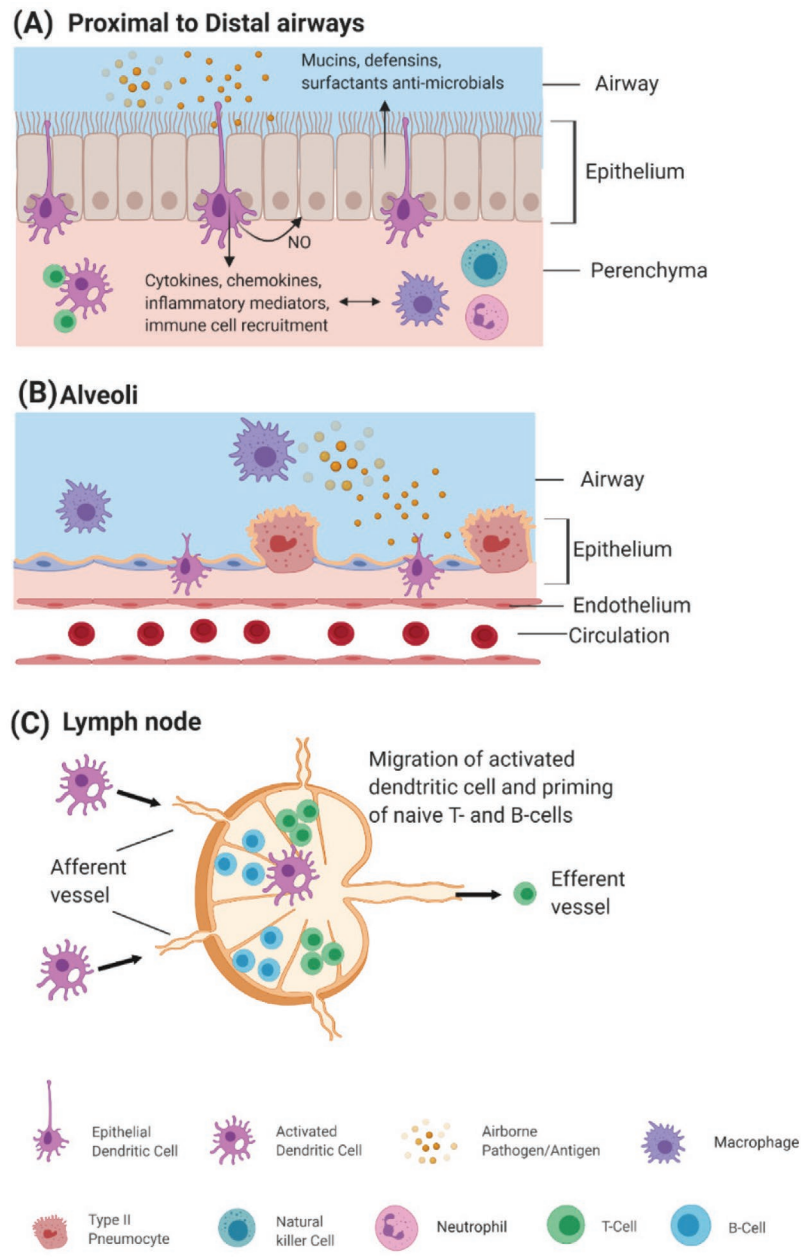 (A) Proximal to Distal airways
Mucins, defensins,
surfactants anti-microbials
Airway
Epithelium
NO
Cytokines, chemokines,
inflammatory mediators,
immune cell recruitment
Perenchyma
(B) Alveoli
Airway
Epithelium
Endothelium
Circulation
(C) Lymph node
Migration of activated
dendtritic cell and priming
of naive T- and B-cells
Afferent
vessel
Efferent
vessel
Epithelial
Dendritic Cell
Activated
Dendritic Cell
Airborne
Pathogen/Antigen
Macrophage
Type II
Pneumocyte
Natural
killer Cell
Neutrophil
T-Cell
B-Cell